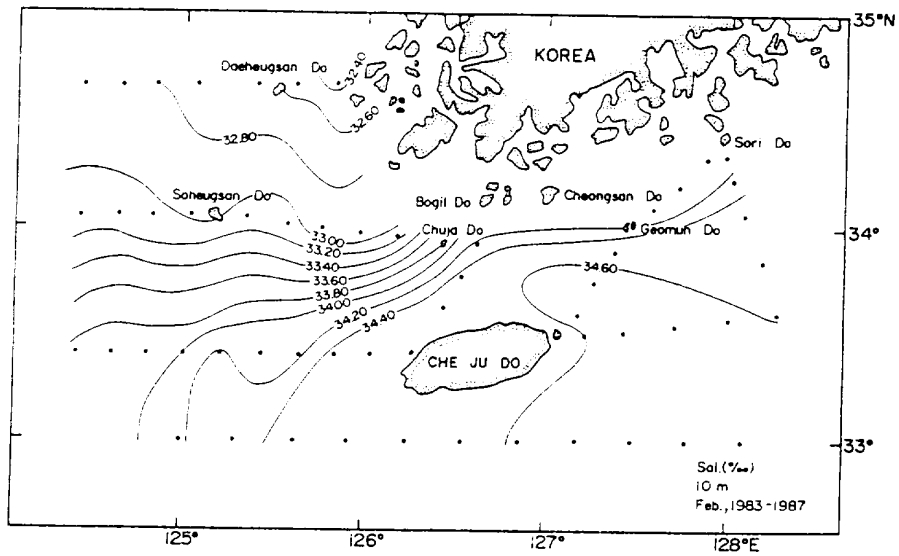 35°N
KOREA
Daeheugsan Do
32.40
32.60
32.80
Sori Do
Soheugsan Do
Bogil Do
Cheongsan Do
33.00
Chuja Do
Geomun Do
34°
33.20
33.40
33.60
33.80
34.00
34.20
34.40
34.60
CHE JU DO
33°
Sal.(‰)
10 m
Feb., 1983-1987
125°
126°
127°
128°E